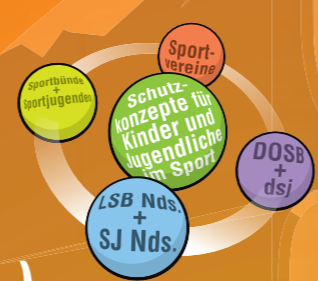 Sport-
vereine
Sportbünde
+
Sportjugenden
Schutz-
konzepte für
Kinder und
Jugendliche
im Sport
DOSB
+
dsj
LSB Nds.
+
SJ Nds.